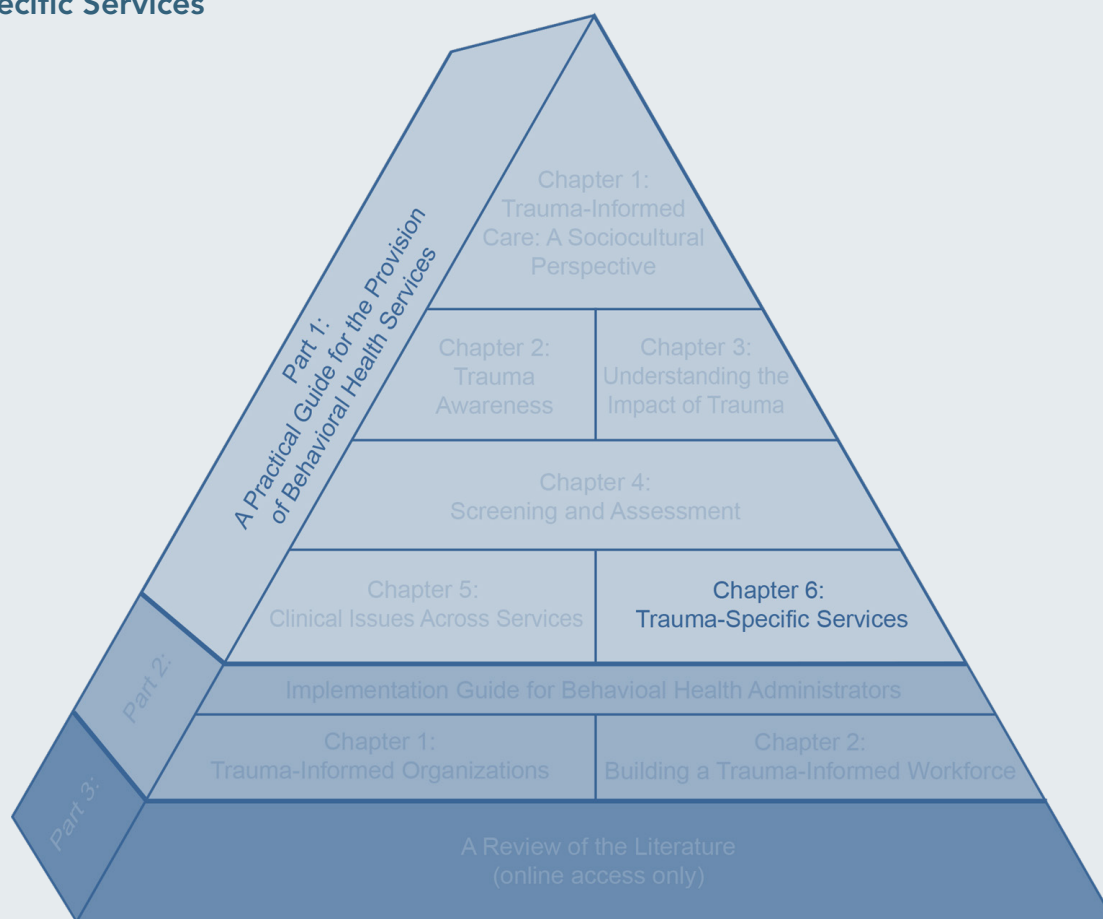 ecific Services
Chapter 1:
Trauma-Informed
Care: A Sociocultural
Perspective
Part 1:
A Practical Guide for the Provision
of Behavioral Health Services
Chapter 2:
Trauma
Awareness
Chapter 3:
Understanding the
Impact of Trauma
Chapter 4:
Screening and Assessment
Chapter 5:
Clinical Issues Across Services
Chapter 6:
Trauma-Specific Services
Part 2:
Implementation Guide for Behavioal Health Administrators
Chapter 1:
Trauma-Informed Organizations
Chapter 2:
Building a Trauma-Informed Workforce
Part 3:
A Review of the Literature
(online access only)